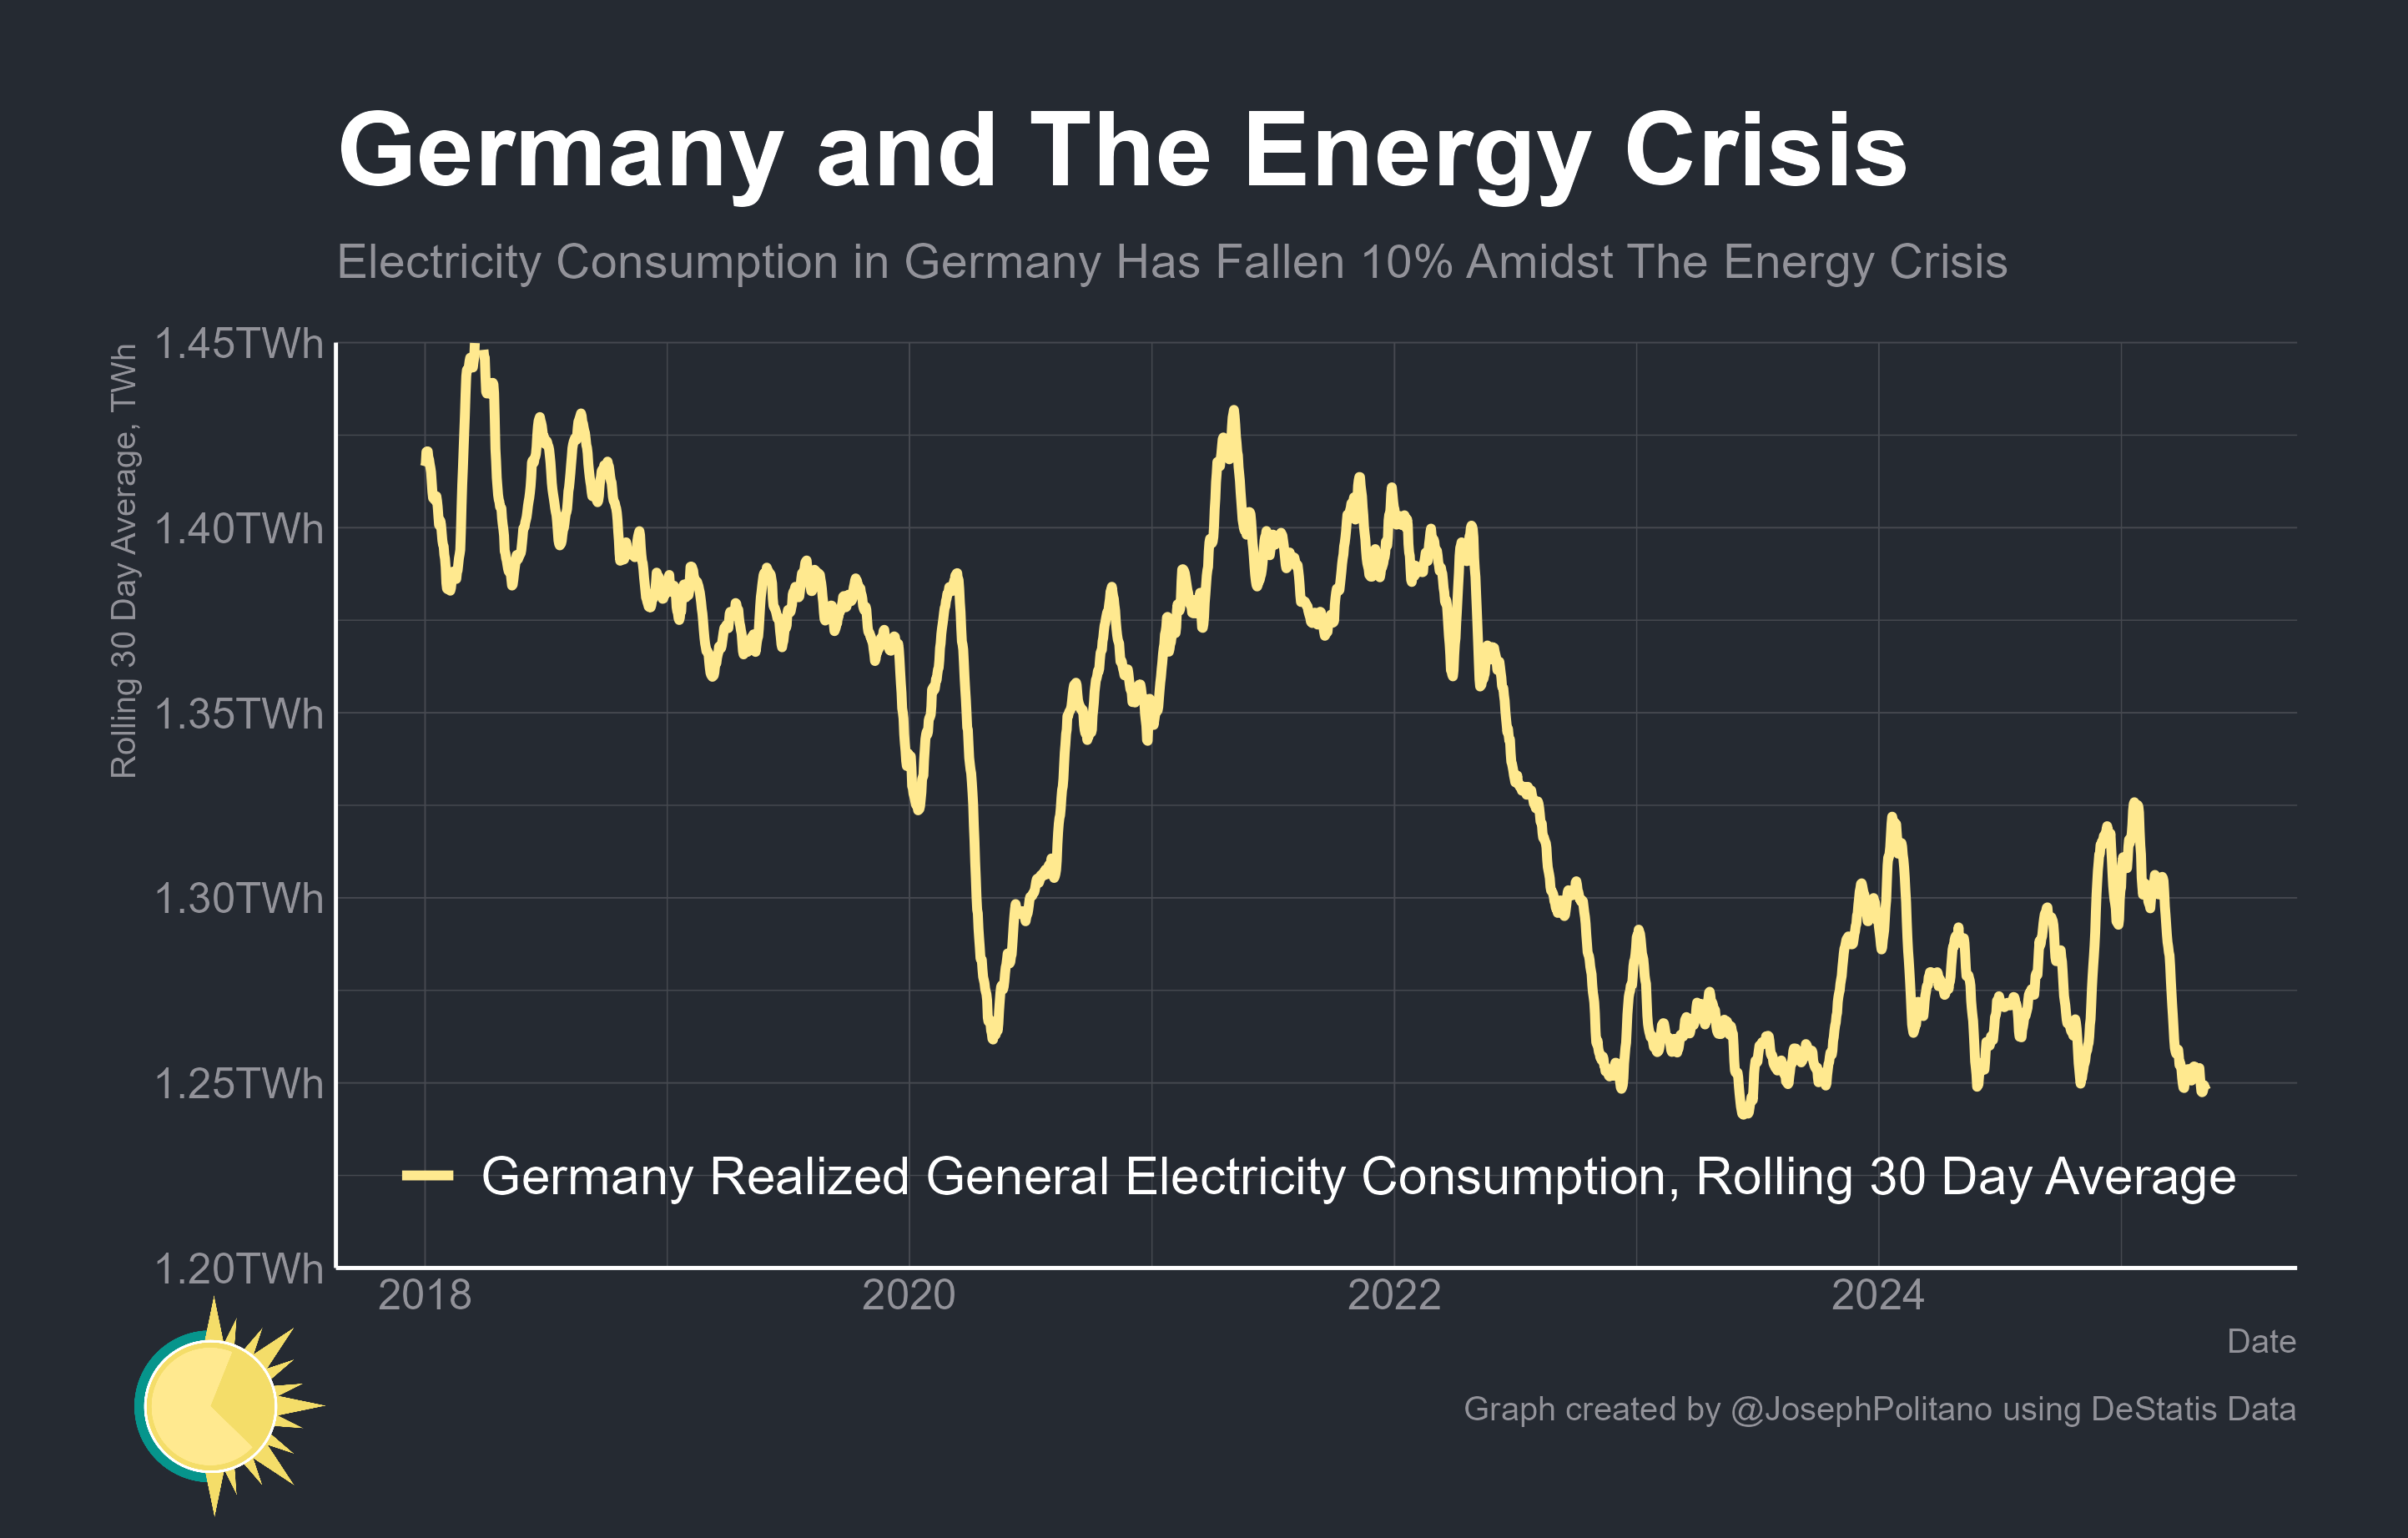 Germany and The Energy Crisis
Electricity Consumption in Germany Has Fallen 10% Amidst The Energy Crisis
Rolling 30 Day Average, TWh
1.45TWh
1.40TWh
1.35TWh
1.30TWh
1.25TWh
1.20TWh
Germany Realized General Electricity Consumption, Rolling 30 Day Average
2018 2020 2022 2024
Date
Graph created by @JosephPolitano using DeStatis Data